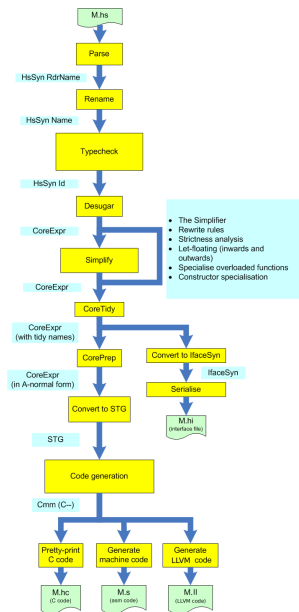 M.hs
Parse
HsSyn RdrName
Rename
HsSyn Name
Typecheck
HsSyn Id
Desugar
CoreExpr
• The Simplifier
• Rewrite rules
• Strictness analysis
• Let-floating (inwards and
outwards)
• Specialise overloaded functions
• Constructor specialisation
Simplify
CoreExpr
CoreTidy
CoreExpr
(with tidy names)
Convert to IfaceSyn
CorePrep
IfaceSyn
CoreExpr
(in A-normal form)
Serialise
Convert to STG
M.hi
(interface file)
STG
Code generation
Cmm (C--)
Pretty-print
C code
Generate
machine code
Generate
LLVM code
M.hc
(C code)
M.s
(asm code)
M.ll
(LLVM code)